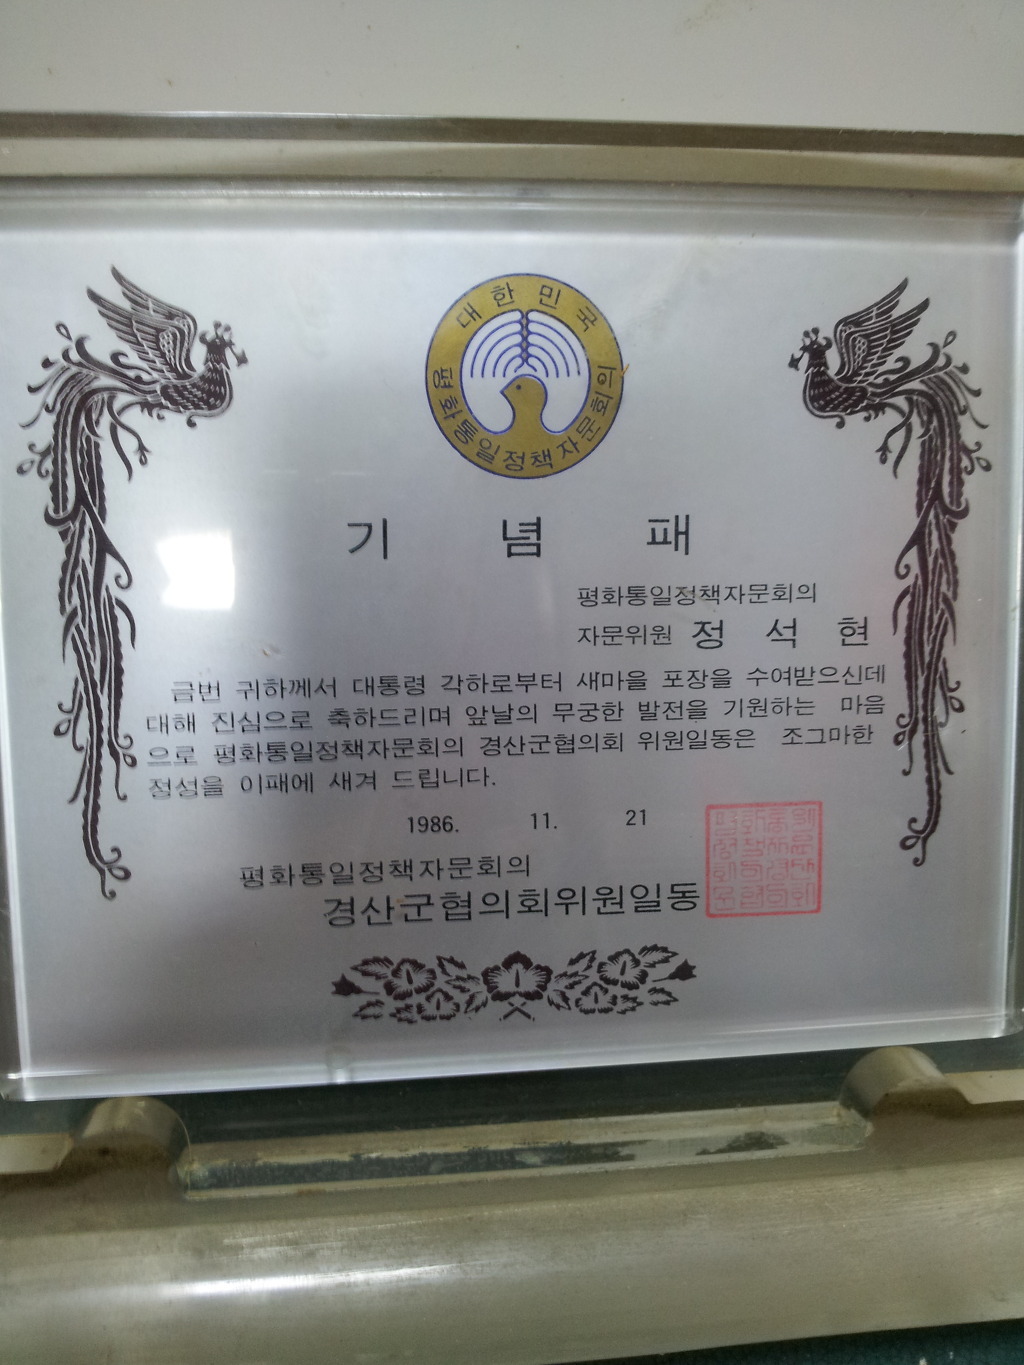 대한민국
평화통일정책자문회의
기 념 패
평화통일정책자문회의
자문위원 정 석 현
금번 귀하께서 대통령 각하로부터 새마을 포장을 수여받으신데
대해 진심으로 축하드리며 앞날의 무궁한 발전을 기원하는 마음
으로 평화통일정책자문회의 경산군협의회 위원일동은 조그마한
정성을 이패에 새겨 드립니다.
1986. 11. 21
평화통일정책자문회의
경산군협의회위원일동